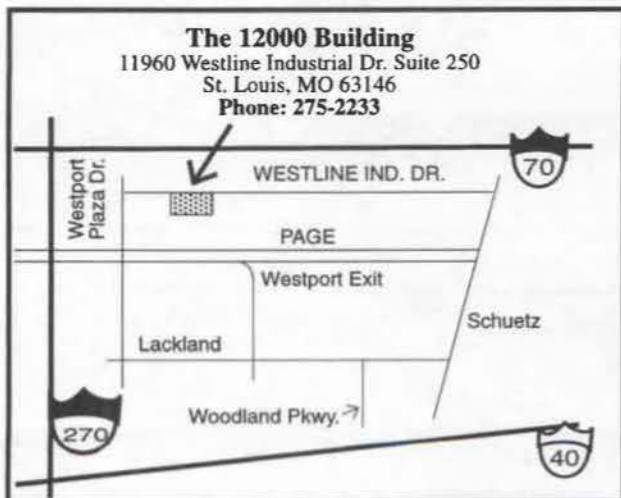 The 12000 Building
11960 Westline Industrial Dr. Suite 250
St. Louis, MO 63146
Phone: 275-2233
70
Westport
Plaza Dr.
WESTLINE IND. DR.
PAGE
Westport Exit
Schuetz
Lackland
Woodland Pkwy.
270
40